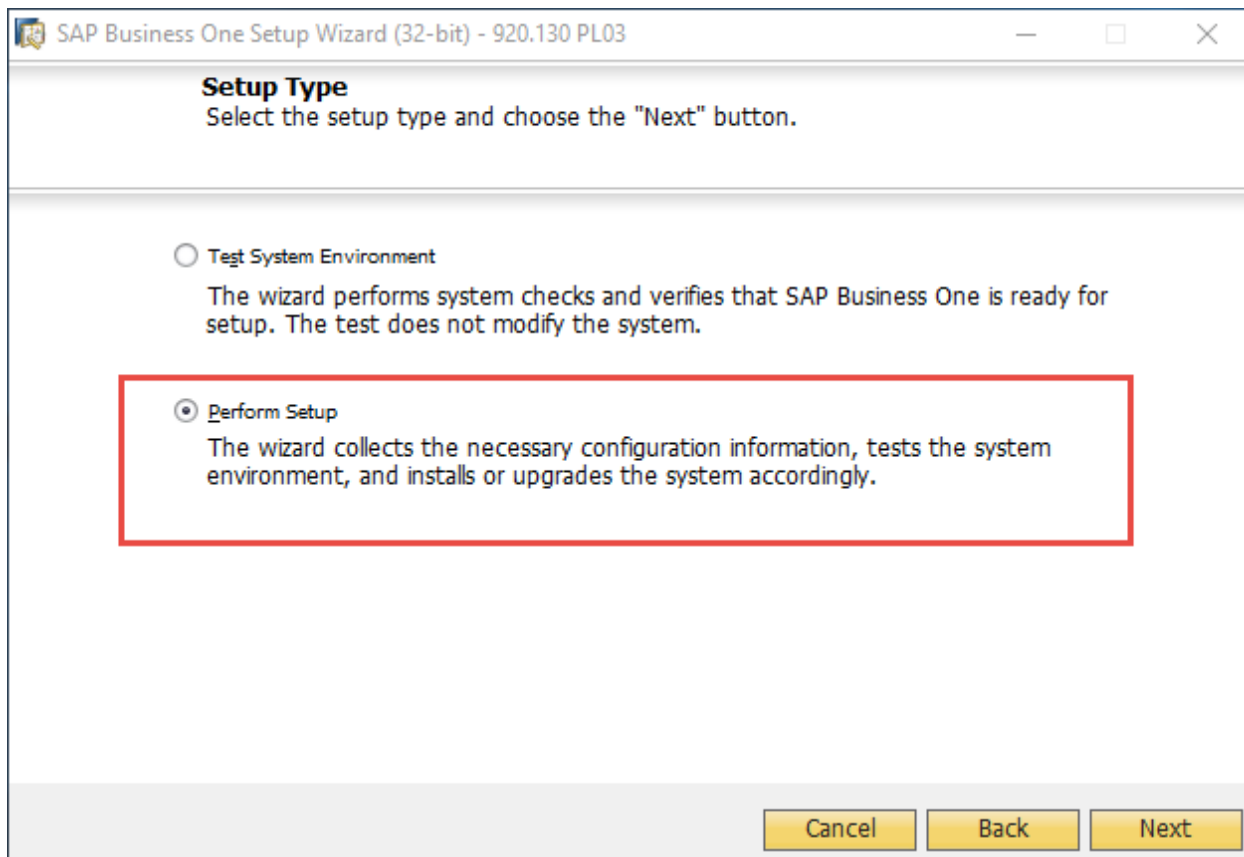 SAP Business One Setup Wizard (32-bit) - 920.130 PL03
Setup Type
Select the setup type and choose the "Next" button.
Test System Environment
The wizard performs system checks and verifies that SAP Business One is ready for
setup. The test does not modify the system.
Perform Setup
The wizard collects the necessary configuration information, tests the system
environment, and installs or upgrades the system accordingly.
Cancel
Back
Next